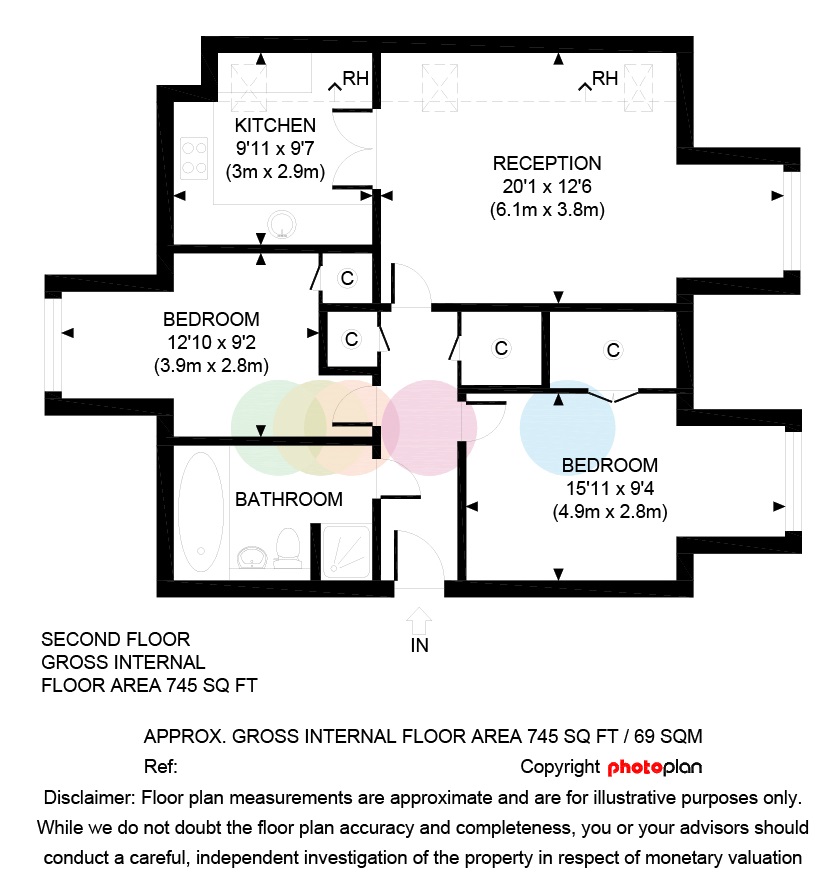 RH
RH
KITCHEN
9'11 x 9'7
(3m x 2.9m)
RECEPTION
20'1 x 12'6
(6.1m x 3.8m)
C
BEDROOM
12'10 x 9'2
(3.9m x 2.8m)
C
C
C
BEDROOM
15'11 x 9'4
(4.9m x 2.8m)
BATHROOM
IN
SECOND FLOOR
GROSS INTERNAL
FLOOR AREA 745 SQ FT
APPROX. GROSS INTERNAL FLOOR AREA 745 SQ FT / 69 SQM
Ref:
Copyright photoplan
Disclaimer: Floor plan measurements are approximate and are for illustrative purposes only.
While we do not doubt the floor plan accuracy and completeness, you or your advisors should
conduct a careful, independent investigation of the property in respect of monetary valuation